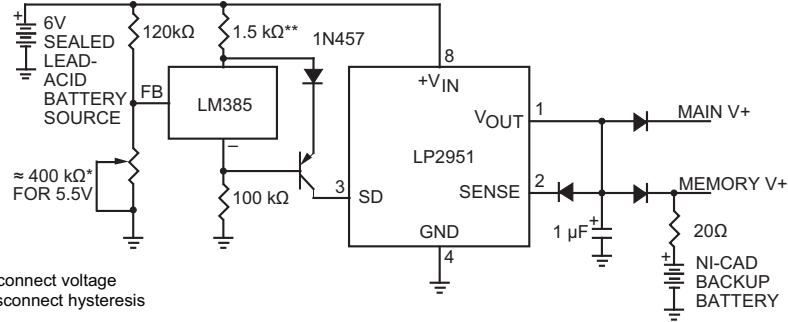 6V
SEALED
LEAD-
ACID
BATTERY
SOURCE
+
120kΩ
1.5 kΩ**
1N457
FB
LM385
–
≈ 400 kΩ*
FOR 5.5V
100 kΩ
8
+VIN
VOUT
1
MAIN V+
LP2951
3
SD
SENSE
2
MEMORY V+
GND
4
+
1 µF
20Ω
+
NI-CAD
BACKUP
BATTERY
connect voltage
sconnect hysteresis